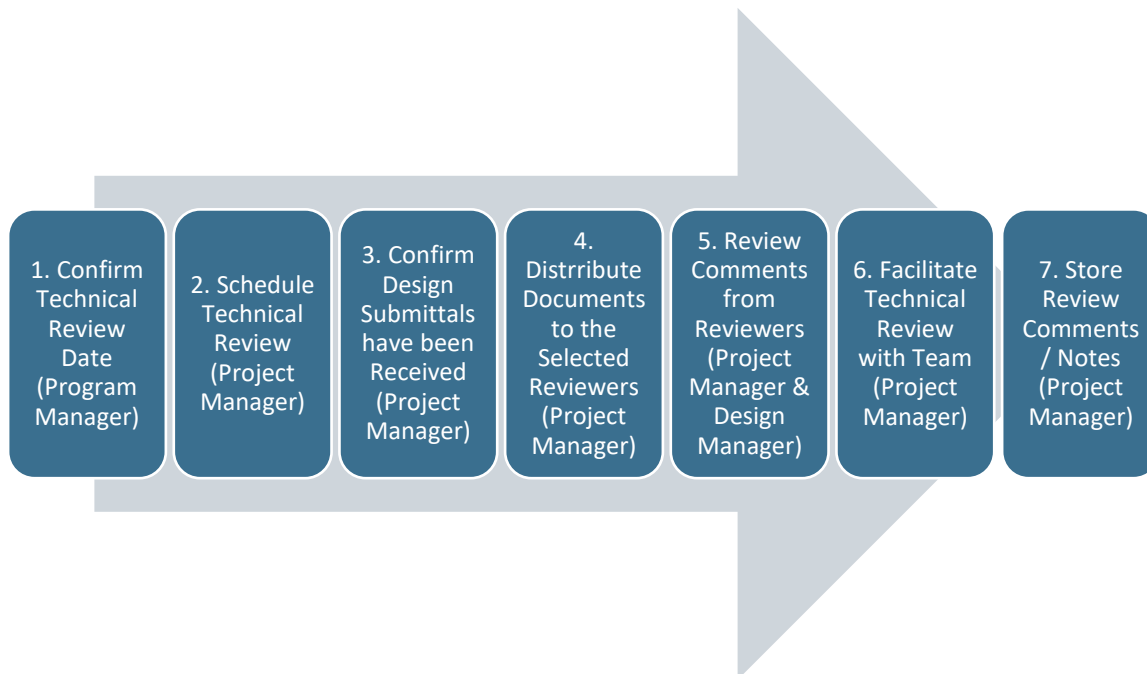 1. Confirm
Technical
Review
Date
(Program
Manager)
2. Schedule
Technical
Review
(Project
Manager)
3. Confirm
Design
Submittals
have been
Received
(Project
Manager)
4.
Distrribute
Documents
to the
Selected
Reviewers
(Project
Manager)
5. Review
Comments
from
Reviewers
(Project
Manager &
Design
Manager)
6. Facilitate
Technical
Review
with Team
(Project
Manager)
7. Store
Review
Comments
/ Notes
(Project
Manager)